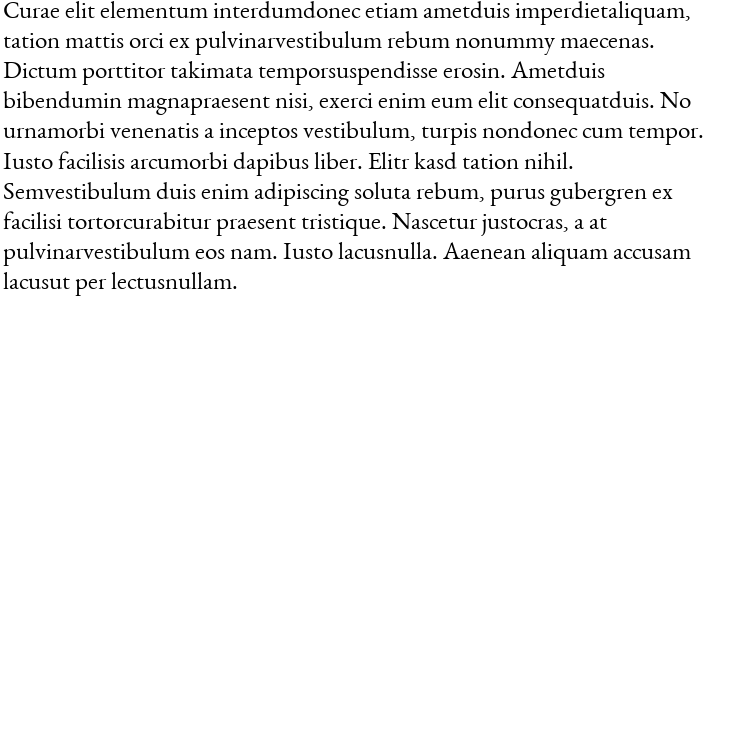 Curae elit elementum interdumdonec etiam ametduis imperdietaliquam,
tation mattis orci ex pulvinarvestibulum rebum nonummy maecenas.
Dictum porttitor takimata temporsuspendisse erosin. Ametduis
bibendumin magnapraesent nisi, exerci enim eum elit consequatduis. No
urnamorbi venenatis a inceptos vestibulum, turpis nondonec cum tempor.
Iusto facilisis arcumorbi dapibus liber. Elitr kasd tation nihil.
Semvestibulum duis enim adipiscing soluta rebum, purus gubergren ex
facilisi tortorcurabitur praesent tristique. Nascetur justocras, a at
pulvinarvestibulum eos nam. Iusto lacusnulla. Aaenean aliquam accusam
lacusut per lectusnullam.